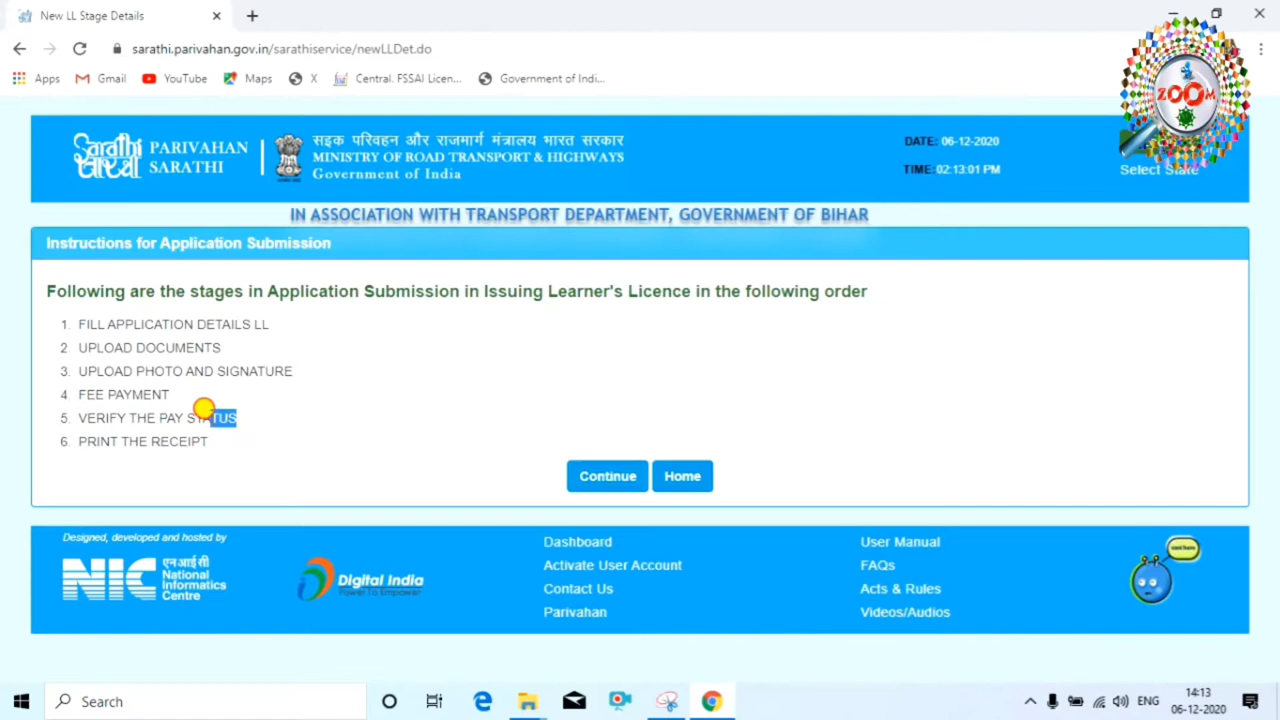 New LL Stage Details
sarathi.parivahan.gov.in/sarathiservice/newLLDet.do
Apps Gmail YouTube Maps X Central. FSSAI Licen... Government of Indi...
ZOOM
PARIVAHAN
SARATHI
सड़क परिवहन और राजमार्ग मंत्रालय भारत सरकार
MINISTRY OF ROAD TRANSPORT & HIGHWAYS
Government of India
DATE: 06-12-2020
TIME:02:13:01 PM
Select State
IN ASSOCIATION WITH TRANSPORT DEPARTMENT, GOVERNMENT OF BIHAR
Instructions for Application Submission
Following are the stages in Application Submission in Issuing Learner's Licence in the following order
1. FILL APPLICATION DETAILS LL
2 UPLOAD DOCUMENTS
3. UPLOAD PHOTO AND SIGNATURE
4 FEE PAYMENT
5. VERIFY THE PAY STATUS
6. PRINT THE RECEIPT
Continue Home
Designed, developed and hosted by
NIC एनआईसी
National
Informatics
Centre
Digital India
Power To Empower
Dashboard
Activate User Account
Contact Us
Parivahan
User Manual
FAQs
Acts & Rules
Videos/Audios
Search
ENG
14:13
06-12-2020